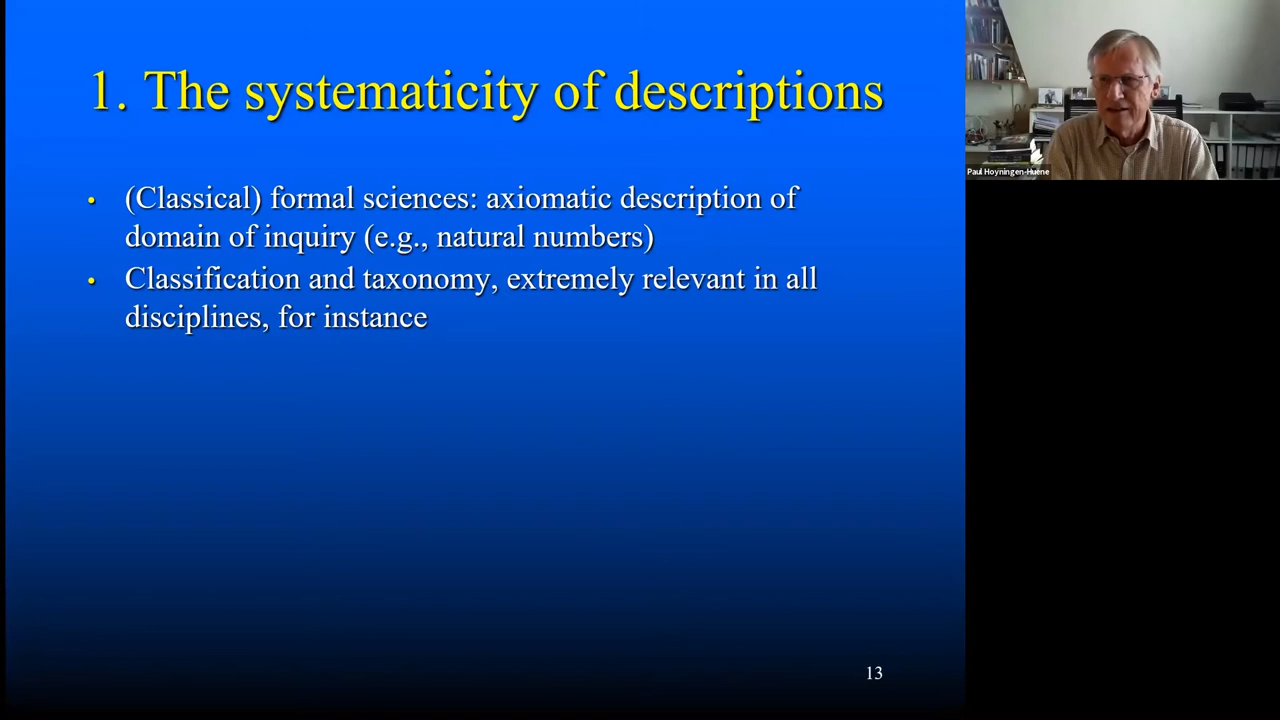 1. The systematicity of descriptions
• (Classical) formal sciences: axiomatic description of
domain of inquiry (e.g., natural numbers)
• Classification and taxonomy, extremely relevant in all
disciplines, for instance
13
Paul Hoyningen-Huene